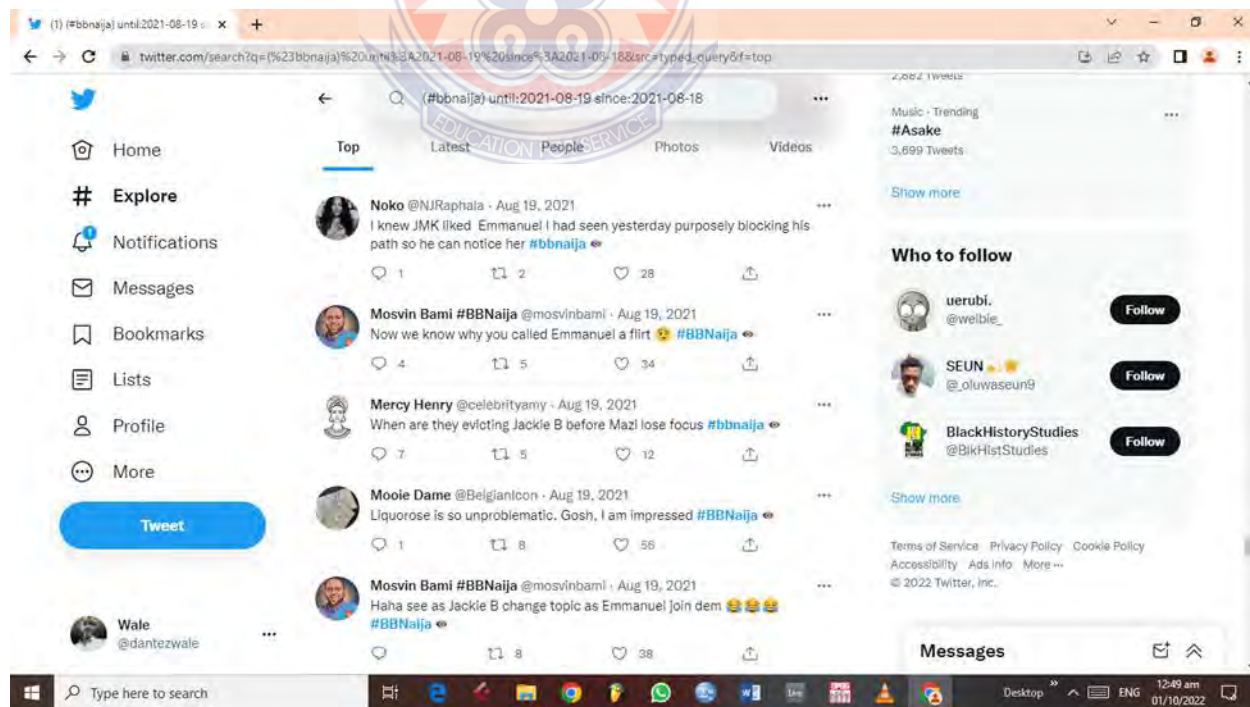 (1) (#bbnaija) until:2021-08-19 s
twitter.com/search?q=(%23bbnaija)%20until%3A2021-08-19%20since%3A2021-08-18&src=typed_query&f=top
(#bbnaija) until:2021-08-19 since:2021-08-18
EDUCATION FOR SERVICE
Top Latest People Photos Videos
Home
Explore
Notifications
1
Messages
Bookmarks
Lists
Profile
More
Tweet
Wale
@dantezwale
Noko @NJRaphala · Aug 19, 2021
I knew JMK liked Emmanuel I had seen yesterday purposely blocking his
path so he can notice her #bbnaija
1 2 28
Mosvin Bami #BBNaija @mosvinbami · Aug 19, 2021
Now we know why you called Emmanuel a flirt 🤨 #BBNaija
4 5 34
Mercy Henry @celebrityamy · Aug 19, 2021
When are they evicting Jackie B before Mazi lose focus #bbnaija
7 5 12
Mooie Dame @BelgianIcon · Aug 19, 2021
Liquorose is so unproblematic. Gosh, I am impressed #BBNaija
1 8 56
Mosvin Bami #BBNaija @mosvinbami · Aug 19, 2021
Haha see as Jackie B change topic as Emmanuel join dem 😂😂😂
#BBNaija
8 38
2,682 Tweets
Music · Trending
#Asake
3,699 Tweets
Show more
Who to follow
uerubi.
@welbie_
Follow
SEUN
@_oluwaseun9
Follow
BlackHistoryStudies
@BlkHistStudies
Follow
Show more
Terms of Service Privacy Policy Cookie Policy
Accessibility Ads info More ···
© 2022 Twitter, Inc.
Messages
Type here to search
Desktop
ENG
12:49 am
01/10/2022